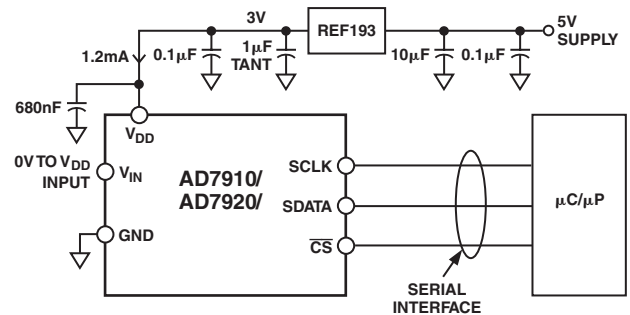 3V
REF193
5V
SUPPLY
1.2mA
0.1μF
1μF
TANT
10μF
0.1μF
680nF
VDD
0V TO VDD
INPUT
VIN
AD7910/
AD7920/
GND
SCLK
SDATA
CS
μC/μP
SERIAL
INTERFACE